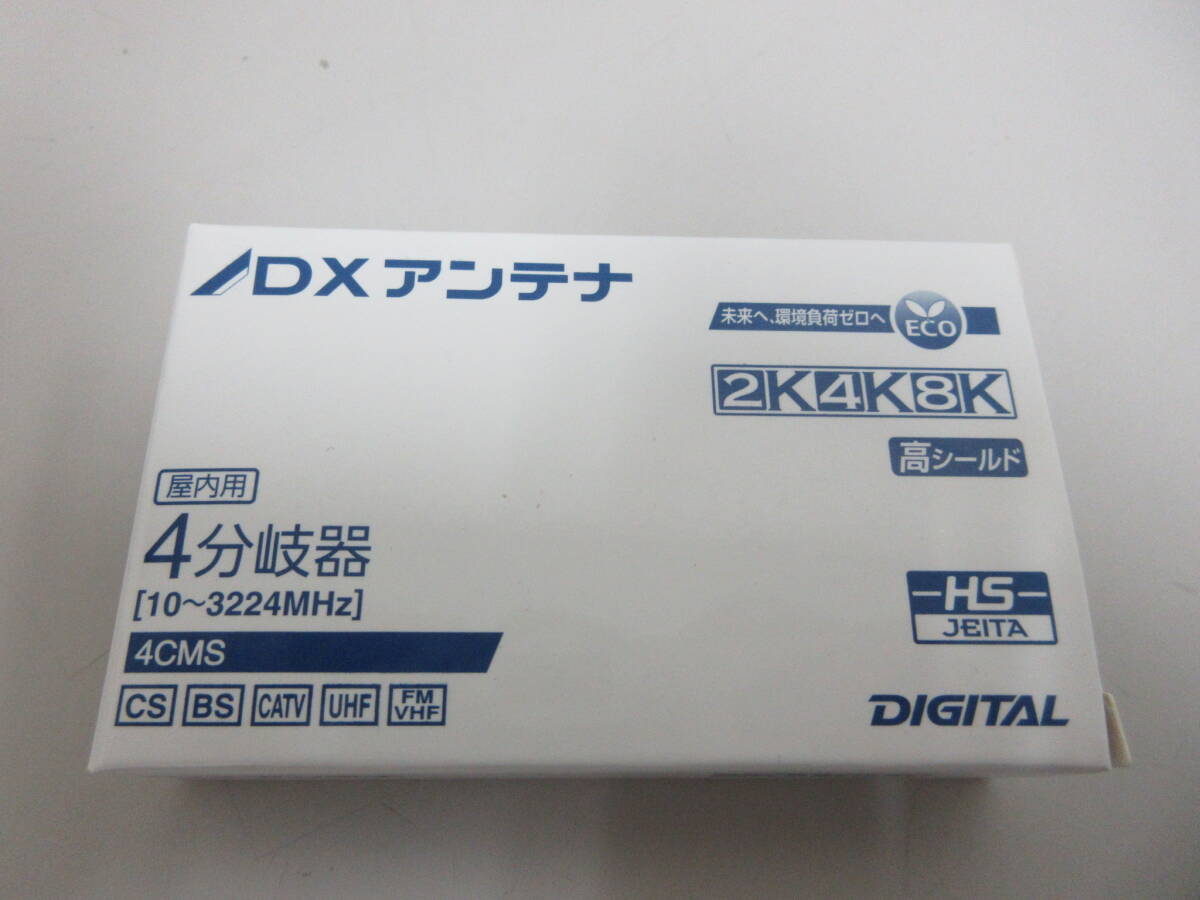 DXアンテナ
未来へ、環境負荷ゼロへ
ECO
2K4K8K
高シールド
屋内用
4分岐器
[10～3224MHz]
4CMS
CS BS CATV UHF FM VHF
HS
JEITA
DIGITAL